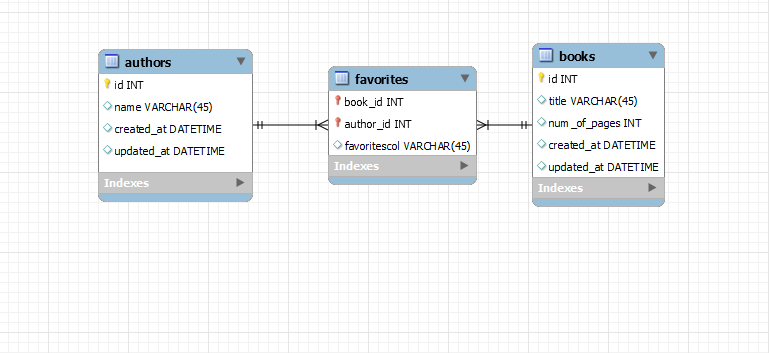 authors
id INT
name VARCHAR(45)
created_at DATETIME
updated_at DATETIME
Indexes
favorites
book_id INT
author_id INT
favoritescol VARCHAR(45)
Indexes
books
id INT
title VARCHAR(45)
num _of_pages INT
created_at DATETIME
updated_at DATETIME
Indexes